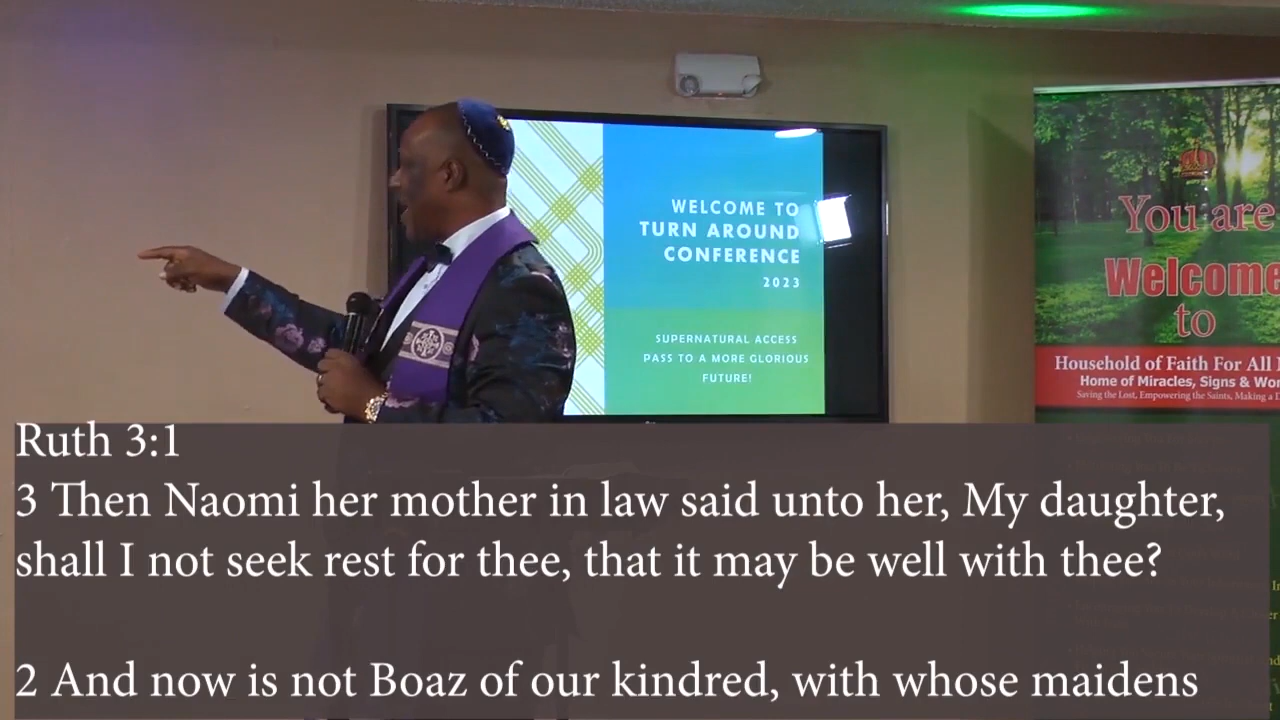 WELCOME TO
TURN AROUND
CONFERENCE
2023
SUPERNATURAL ACCESS
PASS TO A MORE GLORIOUS
FUTURE!
You are
Welcome
to
Household of Faith For All
Home of Miracles, Signs &
Saving the Lost, Empowering the Saints, Making a
Ruth 3:1
3 Then Naomi her mother in law said unto her, My daughter,
shall I not seek rest for thee, that it may be well with thee?
2 And now is not Boaz of our kindred, with whose maidens